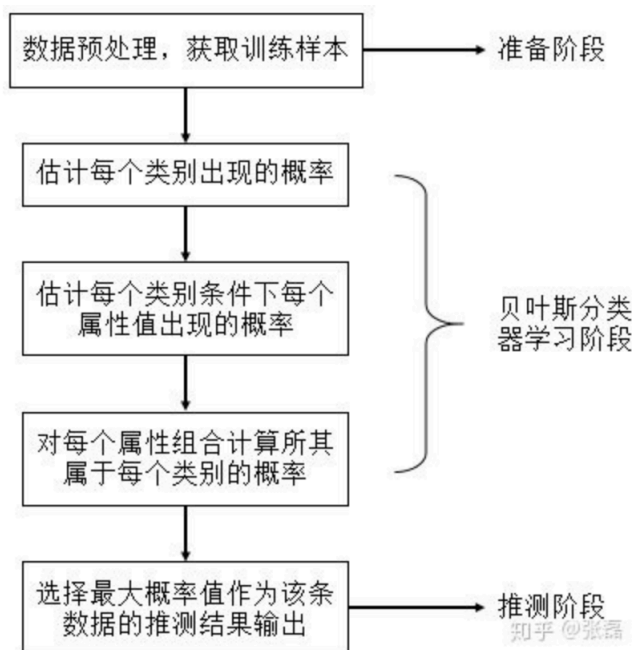 数据预处理，获取训练样本
准备阶段
估计每个类别出现的概率
估计每个类别条件下每个
属性值出现的概率
贝叶斯分类
器学习阶段
对每个属性组合计算所其
属于每个类别的概率
选择最大概率值作为该条
数据的推测结果输出
推测阶段
知乎 @张磊